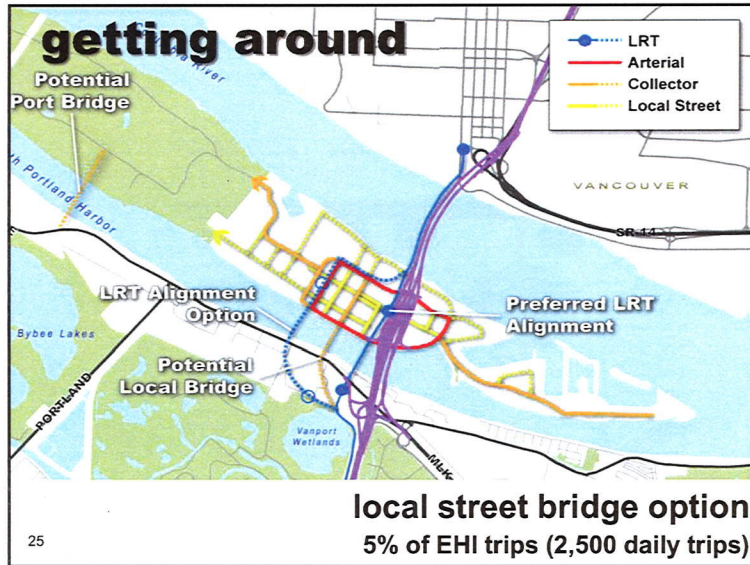 getting around
LRT
Arterial
Collector
Local Street
River
Potential
Port Bridge
Portland Harbor
VANCOUVER
SR-14
LRT Alignment
Option
Preferred LRT
Alignment
Bybee Lakes
Potential
Local Bridge
PORTLAND
Vanport
Wetlands
MLK
local street bridge option
25
5% of EHI trips (2,500 daily trips)